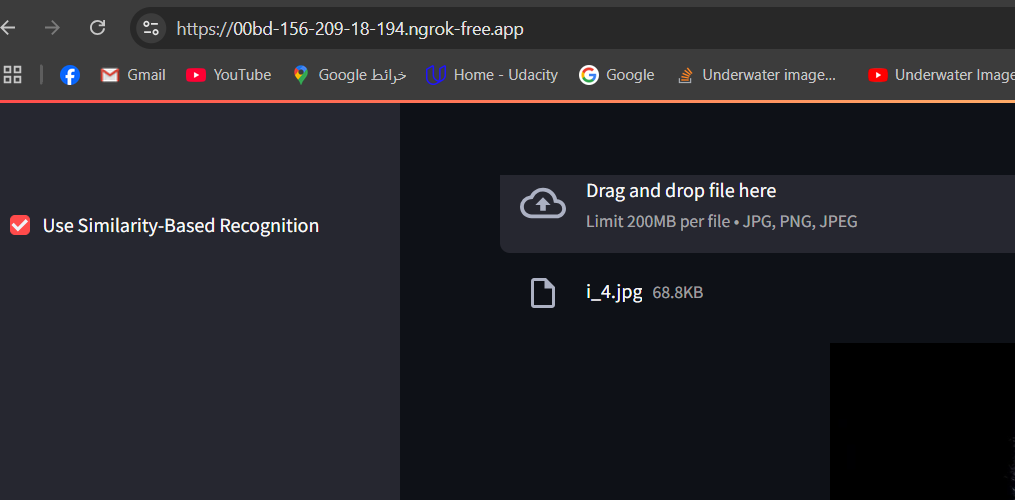 https://00bd-156-209-18-194.ngrok-free.app
Gmail YouTube خرائط Google Home - Udacity Google Underwater image... Underwater Image
Drag and drop file here
Limit 200MB per file • JPG, PNG, JPEG
Use Similarity-Based Recognition
i_4.jpg 68.8KB